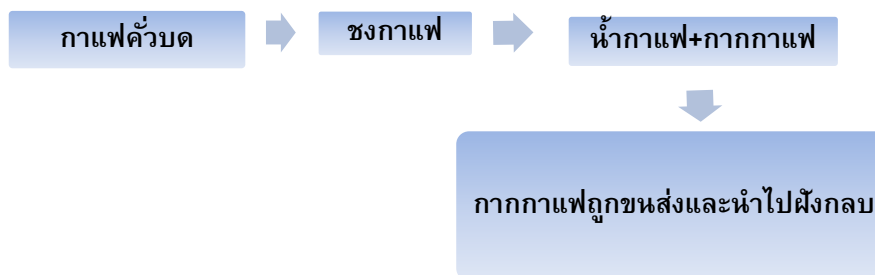 กาแฟคั่วบด
ชงกาแฟ
น้ำกาแฟ+กากกาแฟ
กากกาแฟถูกขนส่งและนำไปฝังกลบ